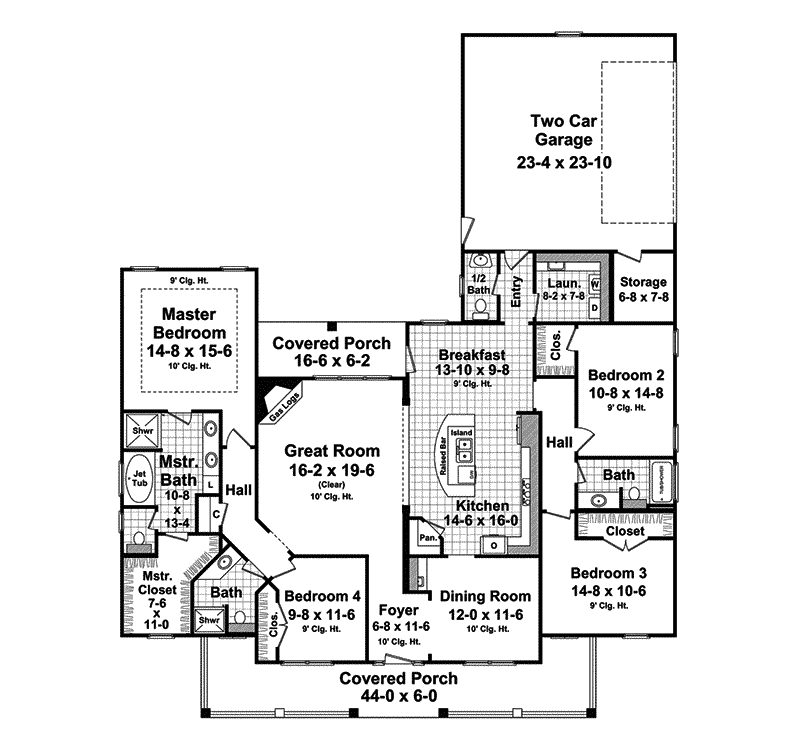 Two Car
Garage
23-4 x 23-10
1/2
Bath
Entry
Laun.
8-2 x 7-8
W
D
Storage
6-8 x 7-8
9' Clg. Ht.
Master
Bedroom
14-8 x 15-6
10' Clg. Ht.
Covered Porch
16-6 x 6-2
Breakfast
13-10 x 9-8
9' Clg. Ht.
Clos.
Bedroom 2
10-8 x 14-8
9' Clg. Ht.
Gas Logs
Shwr
Great Room
16-2 x 19-6
(Clear)
10' Clg. Ht.
Raised Bar
Island
DW
Hall
Mstr.
Bath
10-8
x
13-4
Jet
Tub
L
C
Hall
Bath
TUB/SHOWER
Kitchen
14-6 x 16-0
Pan.
O
Closet
Mstr.
Closet
7-6
x
11-0
Bath
Shwr
Clos.
Bedroom 4
9-8 x 11-6
9' Clg. Ht.
Foyer
6-8 x 11-6
10' Clg. Ht.
Dining Room
12-0 x 11-6
10' Clg. Ht.
Bedroom 3
14-8 x 10-6
9' Clg. Ht.
Covered Porch
44-0 x 6-0